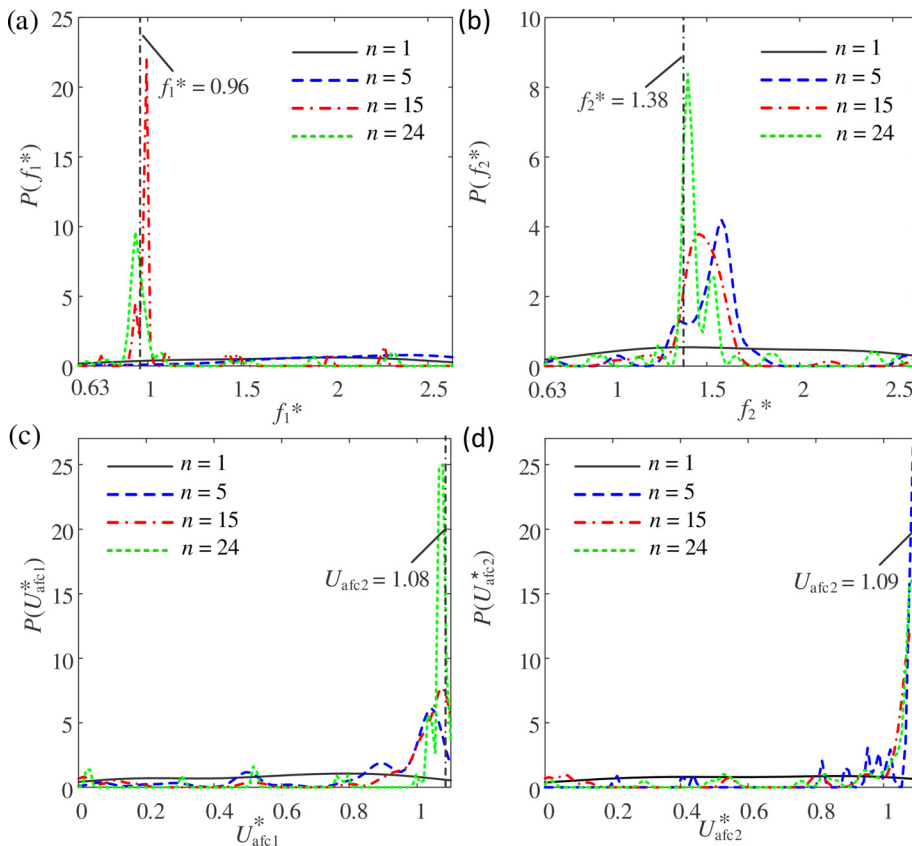 (a)
25
20
15
10
5
0
0.63
1
1.5
2
2.5
P(f₁*)
f₁*
f₁* = 0.96
n = 1
n = 5
n = 15
n = 24
(b)
10
8
6
4
2
0
0.63
1
1.5
2
2.5
P(f₂*)
f₂*
f₂* = 1.38
n = 1
n = 5
n = 15
n = 24
(c)
25
20
15
10
5
0
0
0.2
0.4
0.6
0.8
1
P(U*afc1)
U*afc1
Uafc2 = 1.08
n = 1
n = 5
n = 15
n = 24
(d)
25
20
15
10
5
0
0
0.2
0.4
0.6
0.8
1
P(U*afc2)
U*afc2
Uafc2 = 1.09
n = 1
n = 5
n = 15
n = 24